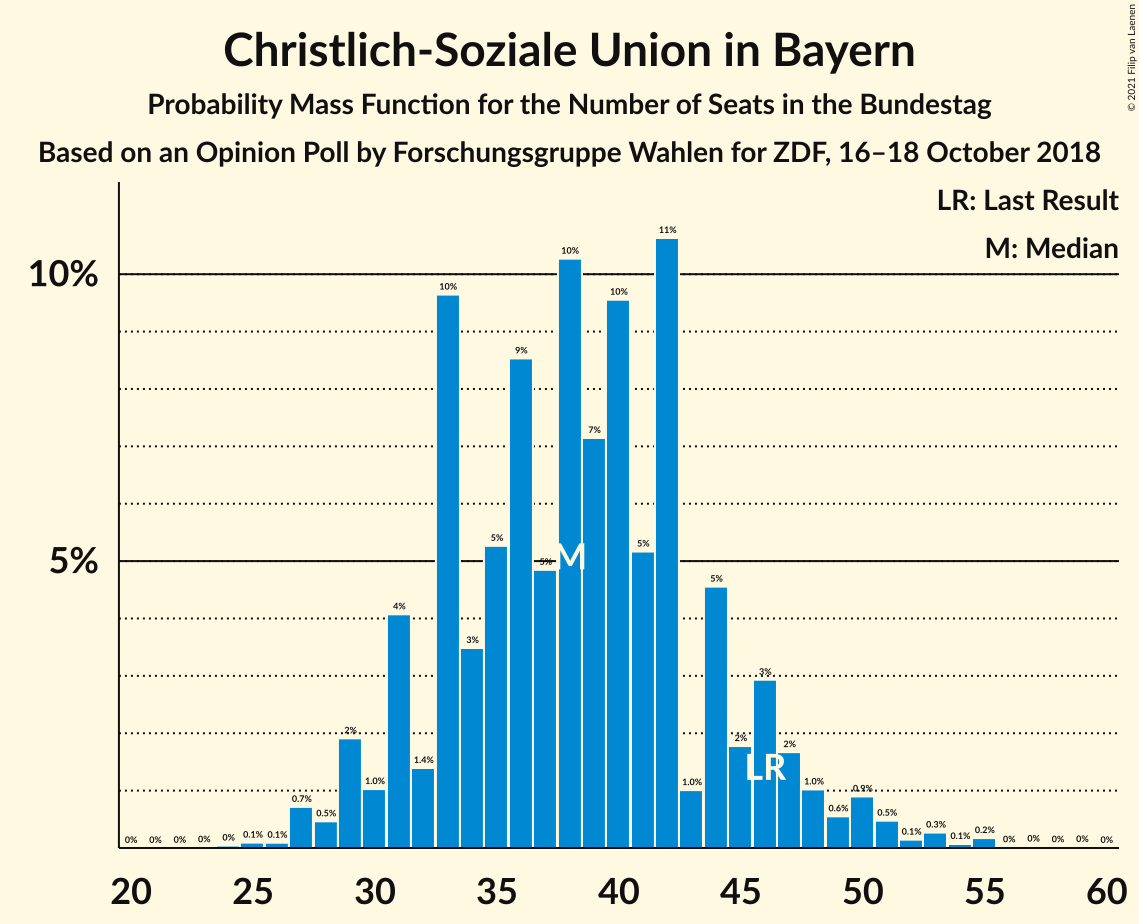 Christlich-Soziale Union in Bayern
Probability Mass Function for the Number of Seats in the Bundestag
Based on an Opinion Poll by Forschungsgruppe Wahlen for ZDF, 16–18 October 2018
© 2021 Filip van Laenen
LR: Last Result
M: Median
10%
5%
0% 0% 0% 0% 0% 0.1% 0.1% 0.7% 0.5% 2% 1.0% 4% 1.4% 10% 3% 5% 9% 5% 10% 7% 10% 5% 11% 1.0% 5% 2% 3% 2% 1.0% 0.6% 0.9% 0.5% 0.1% 0.3% 0.1% 0.2% 0% 0% 0% 0% 0%
M
LR
20 25 30 35 40 45 50 55 60